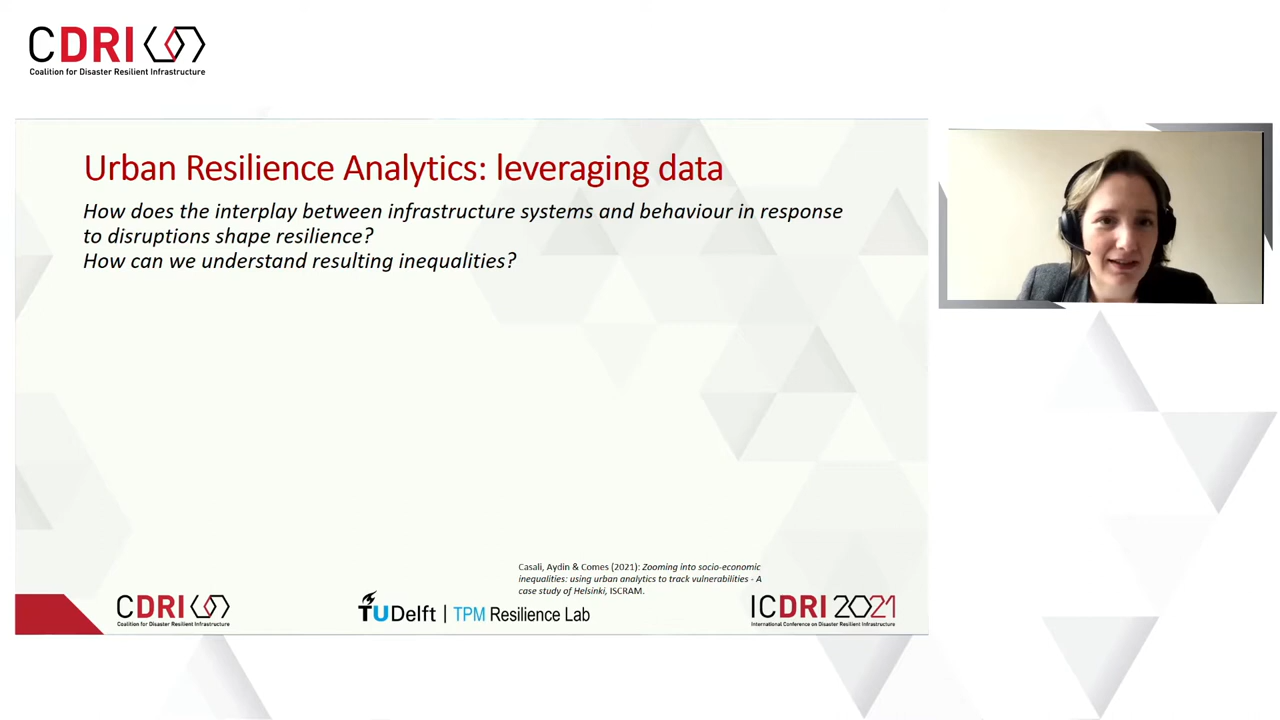 CDRI
Coalition for Disaster Resilient Infrastructure
Urban Resilience Analytics: leveraging data
How does the interplay between infrastructure systems and behaviour in response
to disruptions shape resilience?
How can we understand resulting inequalities?
Casali, Aydin & Comes (2021): Zooming into socio-economic
inequalities: using urban analytics to track vulnerabilities - A
case study of Helsinki, ISCRAM.
CDRI
Coalition for Disaster Resilient Infrastructure
TUDelft | TPM Resilience Lab
ICDRI 2021
International Conference on Disaster Resilient Infrastructure